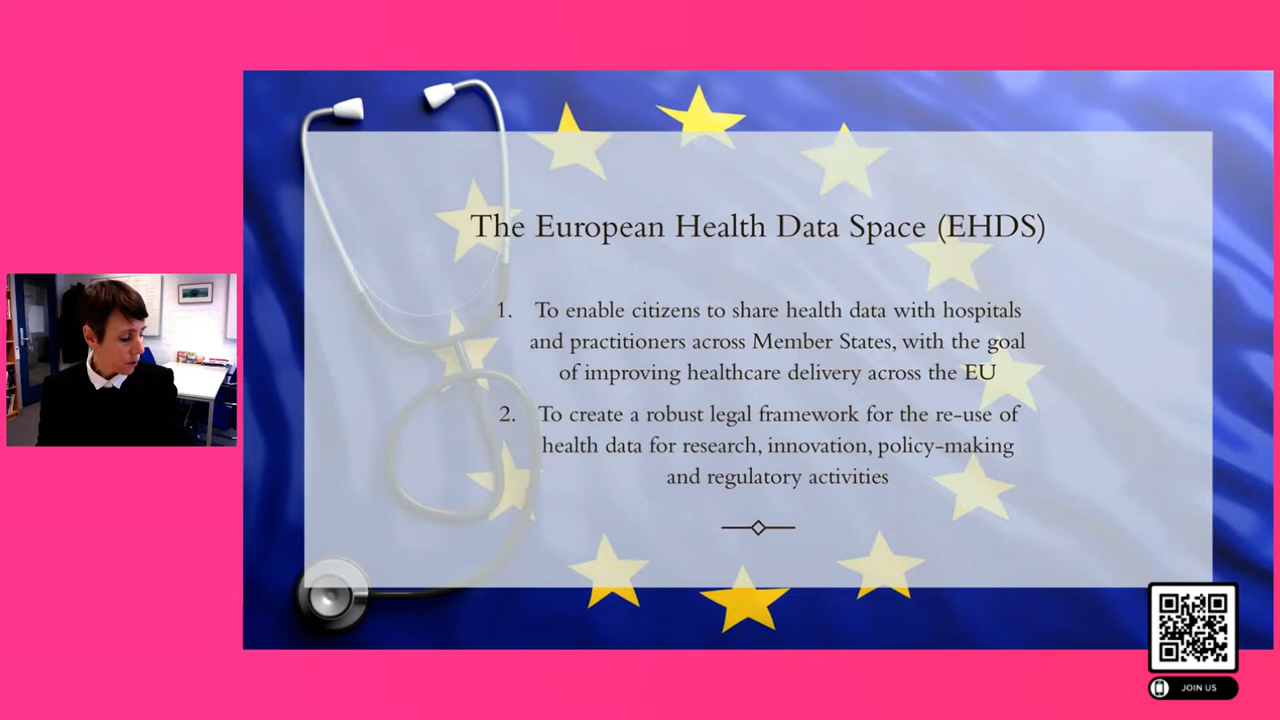 The European Health Data Space (EHDS)
1. To enable citizens to share health data with hospitals
and practitioners across Member States, with the goal
of improving healthcare delivery across the EU
2. To create a robust legal framework for the re-use of
health data for research, innovation, policy-making
and regulatory activities
JOIN US